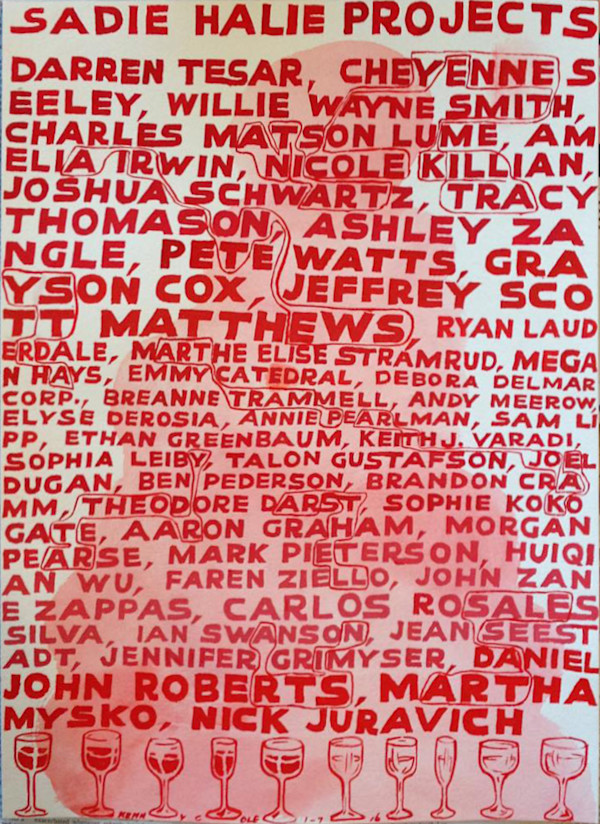 SADIE HALIE PROJECTS
DARREN TESAR, CHEYENNE S
EELEY, WILLIE WAYNE SMITH,
CHARLES MATSON LUME, AM
ELIA IRWIN, NICOLE KILLIAN,
JOSHUA SCHWARTZ, TRACY
THOMASON, ASHLEY ZA
NGLE, PETE WATTS, GRA
YSON COX, JEFFREY SCO
TT MATTHEWS, RYAN LAUD
ERDALE, MARTHE ELISE STRAMRUD, MEGA
N HAYS, EMMY CATEDRAL, DEBORA DELMAR
CORP., BREANNE TRAMMELL, ANDY MEEROW,
ELYSE DEROSIA, ANNIE PEARLMAN, SAM LI
PP, ETHAN GREENBAUM, KEITH J. VARADI,
SOPHIA LEIBY, TALON GUSTAFSON, JOEL
DUGAN, BEN PEDERSON, BRANDON CRA
MM, THEODORE DARST, SOPHIE KOKO
GATE, AARON GRAHAM, MORGAN
PEARSE, MARK PIETERSON, HUIQI
AN WU, FAREN ZIELLO, JOHN ZAN
E ZAPPAS, CARLOS ROSALES
SILVA, IAN SWANSON, JEAN SEEST
ADT, JENNIFER GRIMYSER, DANIEL
JOHN ROBERTS, MARTHA
MYSKO, NICK JURAVICH